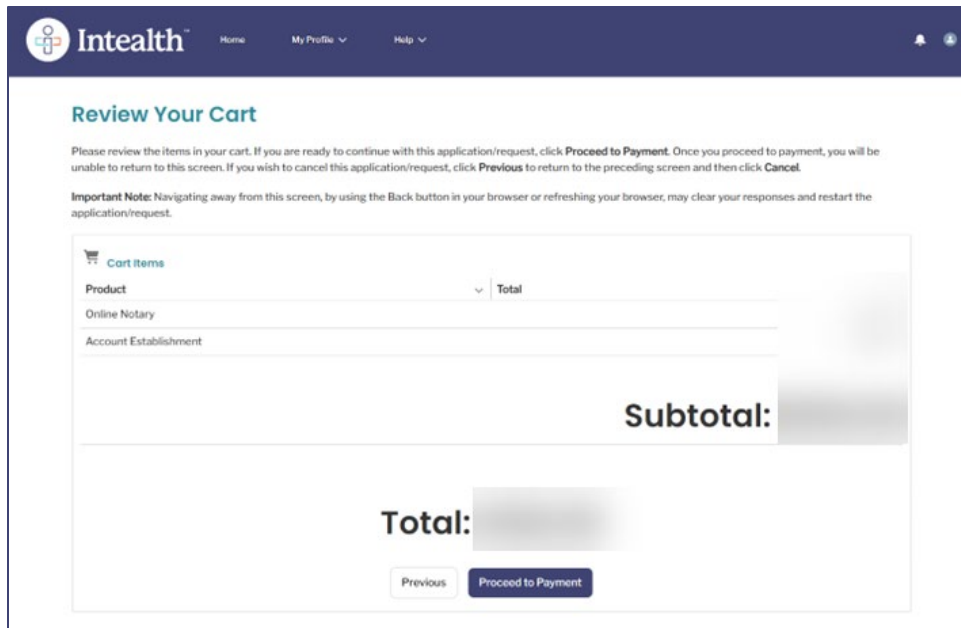 Intealth™ Home My Profile Help
Review Your Cart
Please review the items in your cart. If you are ready to continue with this application/request, click Proceed to Payment. Once you proceed to payment, you will be
unable to return to this screen. If you wish to cancel this application/request, click Previous to return to the preceding screen and then click Cancel.
Important Note: Navigating away from this screen, by using the Back button in your browser or refreshing your browser, may clear your responses and restart the
application/request.
Cart Items
Product Total
Online Notary
Account Establishment
Subtotal:
Total:
Previous Proceed to Payment